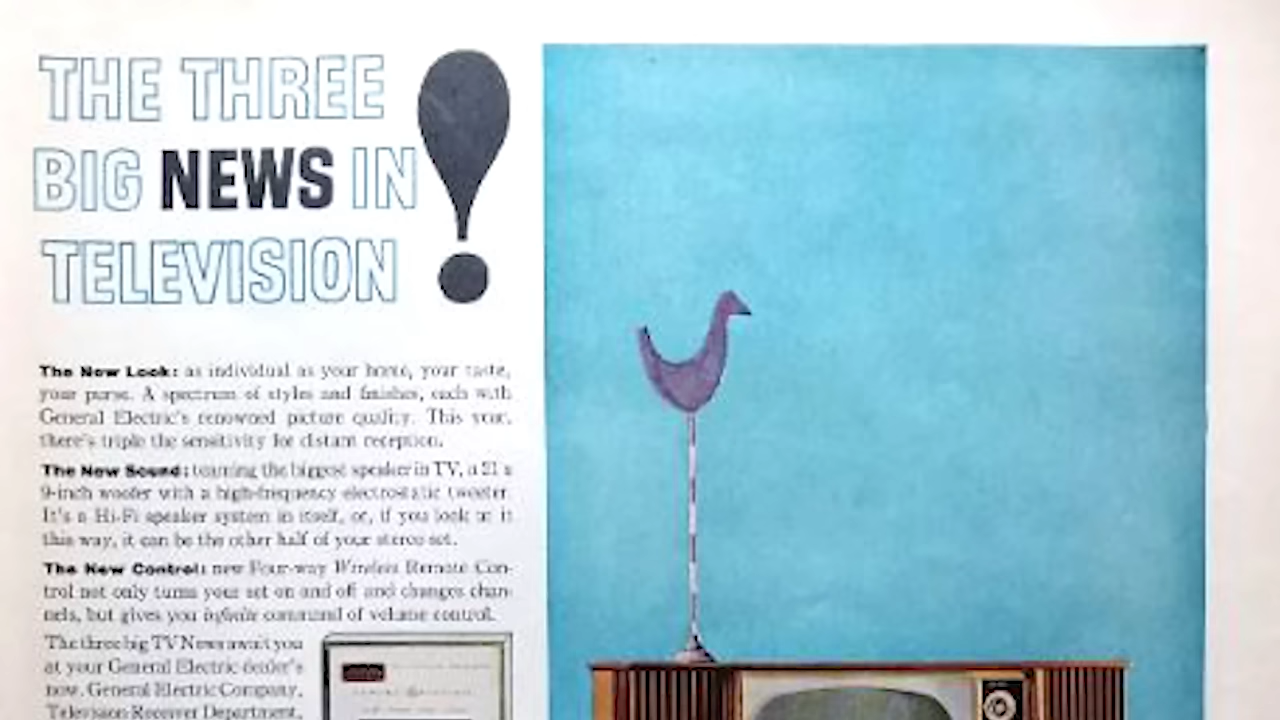 THE THREE
BIG NEWS IN
TELEVISION!
The New Look: as individual as your home, your taste,
your purse. A spectrum of styles and finishes, each with
General Electric's renowned picture quality. This year,
there's triple the sensitivity for distant reception.
The New Sound: touring the biggest speaker in TV, a 21 x
9-inch woofer with a high-frequency electrostatic tweeter.
It's a Hi-Fi speaker system in itself, or, if you look at it
this way, it can be the other half of your stereo set.
The New Control: new Four-way Wireless Remote Con-
trol not only turns your set on and off and changes chan-
nels, but gives you infinite command of volume control.
The three big TV News await you
at your General Electric dealer's
now. General Electric Company,
Television Receiver Department,